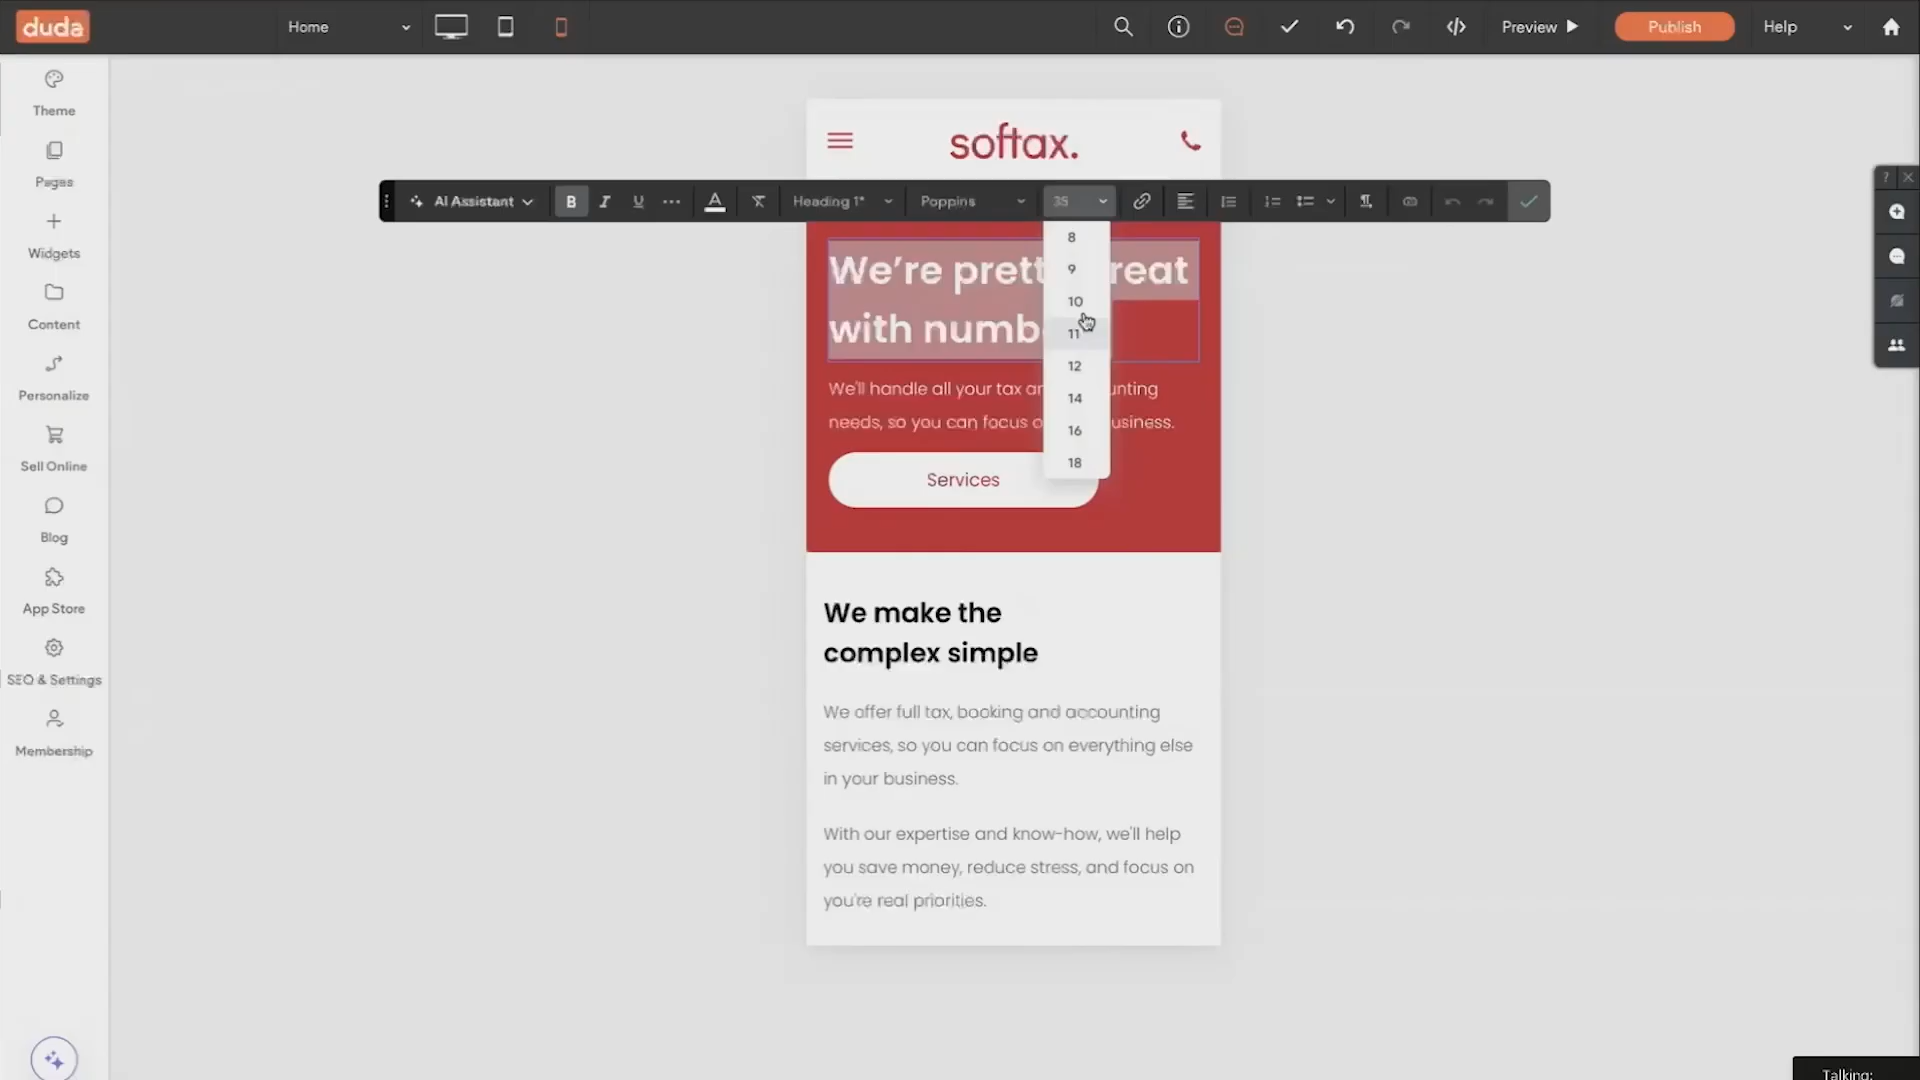 duda
Home
Preview
Publish
Help
Theme
Pages
Widgets
Content
Personalize
Sell Online
Blog
App Store
SEO & Settings
Membership
softax.
AI Assistant
B I U A
Heading 1*
Poppins
35
?
8
9
10
11
12
14
16
18
We're prett reat
with numb
We'll handle all your tax an unting
needs, so you can focus o usiness.
Services
We make the
complex simple
We offer full tax, booking and accounting
services, so you can focus on everything else
in your business.
With our expertise and know-how, we'll help
you save money, reduce stress, and focus on
you're real priorities.
Talking: